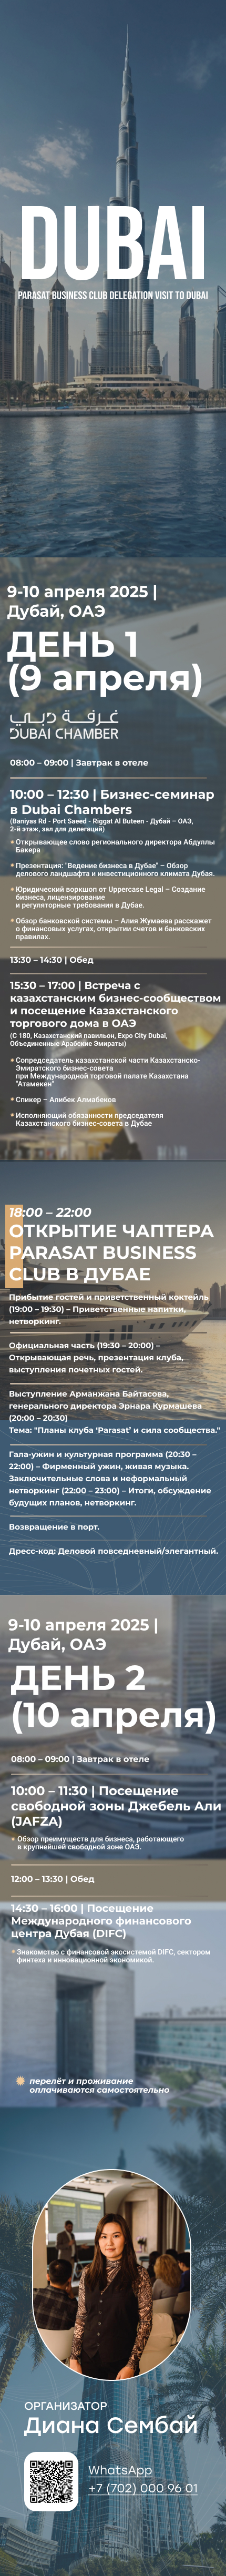 DUBAI
PARASAT BUSINESS CLUB DELEGATION VISIT TO DUBAI
9-10 апреля 2025 |
Дубай, ОАЭ
ДЕНЬ 1
(9 апреля)
غرفة دبي
DUBAI CHAMBER
08:00 – 09:00 | Завтрак в отеле
10:00 – 12:30 | Бизнес-семинар
в Dubai Chambers
(Baniyas Rd - Port Saeed - Riggat Al Buteen - Дубай – ОАЭ,
2-й этаж, зал для делегаций)
Открывающее слово регионального директора Абдуллы
Бакера
Презентация: "Ведение бизнеса в Дубае" – Обзор
делового ландшафта и инвестиционного климата Дубая.
Юридический воркшоп от Uppercase Legal – Создание
бизнеса, лицензирование
и регуляторные требования в Дубае.
Обзор банковской системы – Алия Жумаева расскажет
о финансовых услугах, открытии счетов и банковских
правилах.
13:30 – 14:30 | Обед
15:30 – 17:00 | Встреча с
казахстанским бизнес-сообществом
и посещение Казахстанского
торгового дома в ОАЭ
(C 180, Казахстанский павильон, Expo City Dubai,
Объединенные Арабские Эмираты)
Сопредседатель казахстанской части Казахстанско-
Эмиратского бизнес-совета
при Международной торговой палате Казахстана
"Атамекен"
Спикер – Алибек Алмабеков
Исполняющий обязанности председателя
Казахстанского бизнес-совета в Дубае
18:00 – 22:00
ОТКРЫТИЕ ЧАПТЕРА
PARASAT BUSINESS
CLUB В ДУБАЕ
Прибытие гостей и приветственный коктейль
(19:00 – 19:30) – Приветственные напитки,
нетворкинг.
Официальная часть (19:30 – 20:00) –
Открывающая речь, презентация клуба,
выступления почетных гостей.
Выступление Арманжана Байтасова,
генерального директора Эрнара Курмашева
(20:00 – 20:30)
Тема: "Планы клуба ‘Parasat’ и сила сообщества."
Гала-ужин и культурная программа (20:30 –
22:00) – Фирменный ужин, живая музыка.
Заключительные слова и неформальный
нетворкинг (22:00 – 23:00) – Итоги, обсуждение
будущих планов, нетворкинг.
Возвращение в порт.
Дресс-код: Деловой повседневный/элегантный.
9-10 апреля 2025 |
Дубай, ОАЭ
ДЕНЬ 2
(10 апреля)
08:00 – 09:00 | Завтрак в отеле
10:00 – 11:30 | Посещение
свободной зоны Джебель Али
(JAFZA)
Обзор преимуществ для бизнеса, работающего
в крупнейшей свободной зоне ОАЭ.
12:00 – 13:30 | Обед
14:30 – 16:00 | Посещение
Международного финансового
центра Дубая (DIFC)
Знакомство с финансовой экосистемой DIFC, сектором
финтеха и инновационной экономикой.
перелёт и проживание
оплачиваются самостоятельно
ОРГАНИЗАТОР
Диана Сембай
WhatsApp
+7 (702) 000 96 01